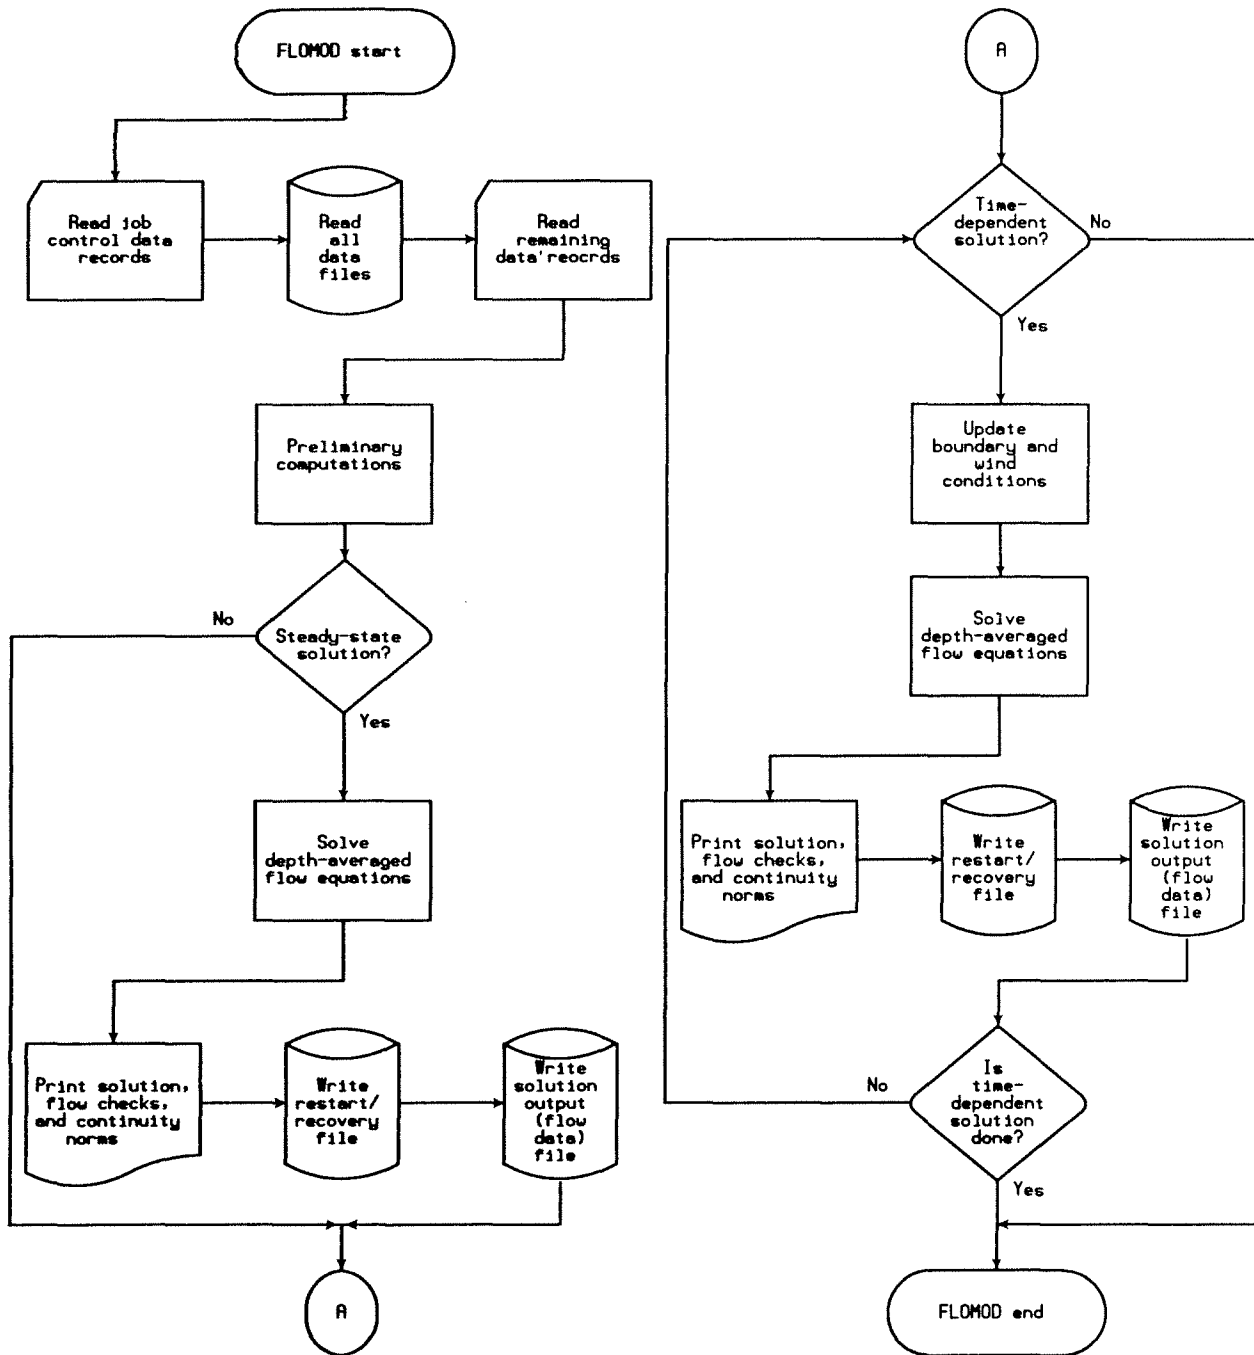 FLOMOD start
Read job
control data
records
Read
all
data
files
Read
remaining
data'reocrds
Preliminary
computations
No
Steady-state
solution?
Yes
Solve
depth-averaged
flow equations
Print solution,
flow checks,
and continuity
norms
Write
restart/
recovery
file
Write
solution
output
(flow
data)
file
A
A
Time-
dependent
solution?
No
Yes
Update
boundary and
wind
conditions
Solve
depth-averaged
flow equations
Print solution,
flow checks,
and continuity
norms
Write
restart/
recovery
file
Write
solution
output
(flow
data)
file
No
Is
time-
dependent
solution
done?
Yes
FLOMOD end